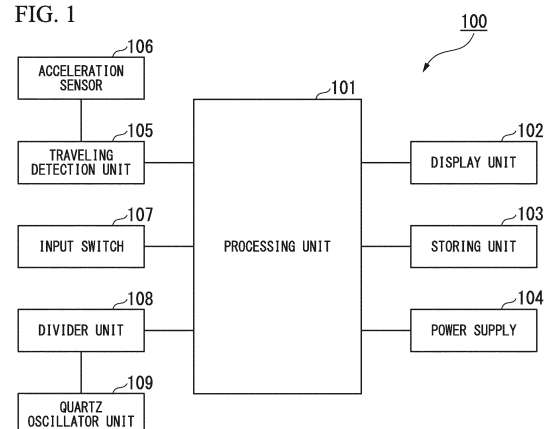 FIG. 1
100
106
ACCELERATION
SENSOR
105
TRAVELING
DETECTION UNIT
107
INPUT SWITCH
108
DIVIDER UNIT
109
QUARTZ
OSCILLATOR UNIT
101
PROCESSING UNIT
102
DISPLAY UNIT
103
STORING UNIT
104
POWER SUPPLY